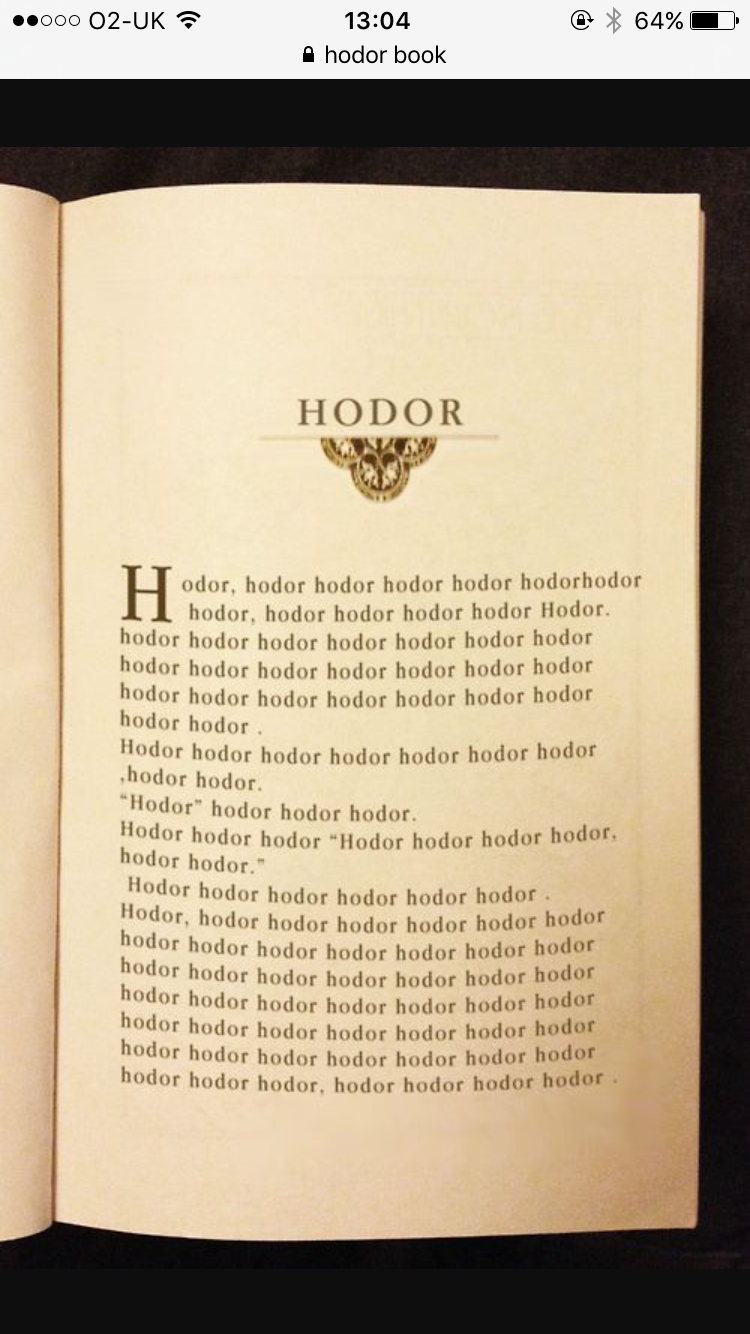 O2-UK 13:04 64%
hodor book
HODOR
Hodor, hodor hodor hodor hodor hodorhodor
hodor, hodor hodor hodor hodor Hodor.
hodor hodor hodor hodor hodor hodor hodor
hodor hodor hodor hodor hodor hodor hodor
hodor hodor hodor hodor hodor hodor hodor
hodor hodor .
Hodor hodor hodor hodor hodor hodor hodor
,hodor hodor.
“Hodor” hodor hodor hodor.
Hodor hodor hodor “Hodor hodor hodor hodor,
hodor hodor.”
Hodor hodor hodor hodor hodor hodor .
Hodor, hodor hodor hodor hodor hodor hodor
hodor hodor hodor hodor hodor hodor hodor
hodor hodor hodor hodor hodor hodor hodor
hodor hodor hodor hodor hodor hodor hodor
hodor hodor hodor hodor hodor hodor hodor
hodor hodor hodor hodor hodor hodor hodor
hodor hodor hodor, hodor hodor hodor hodor .